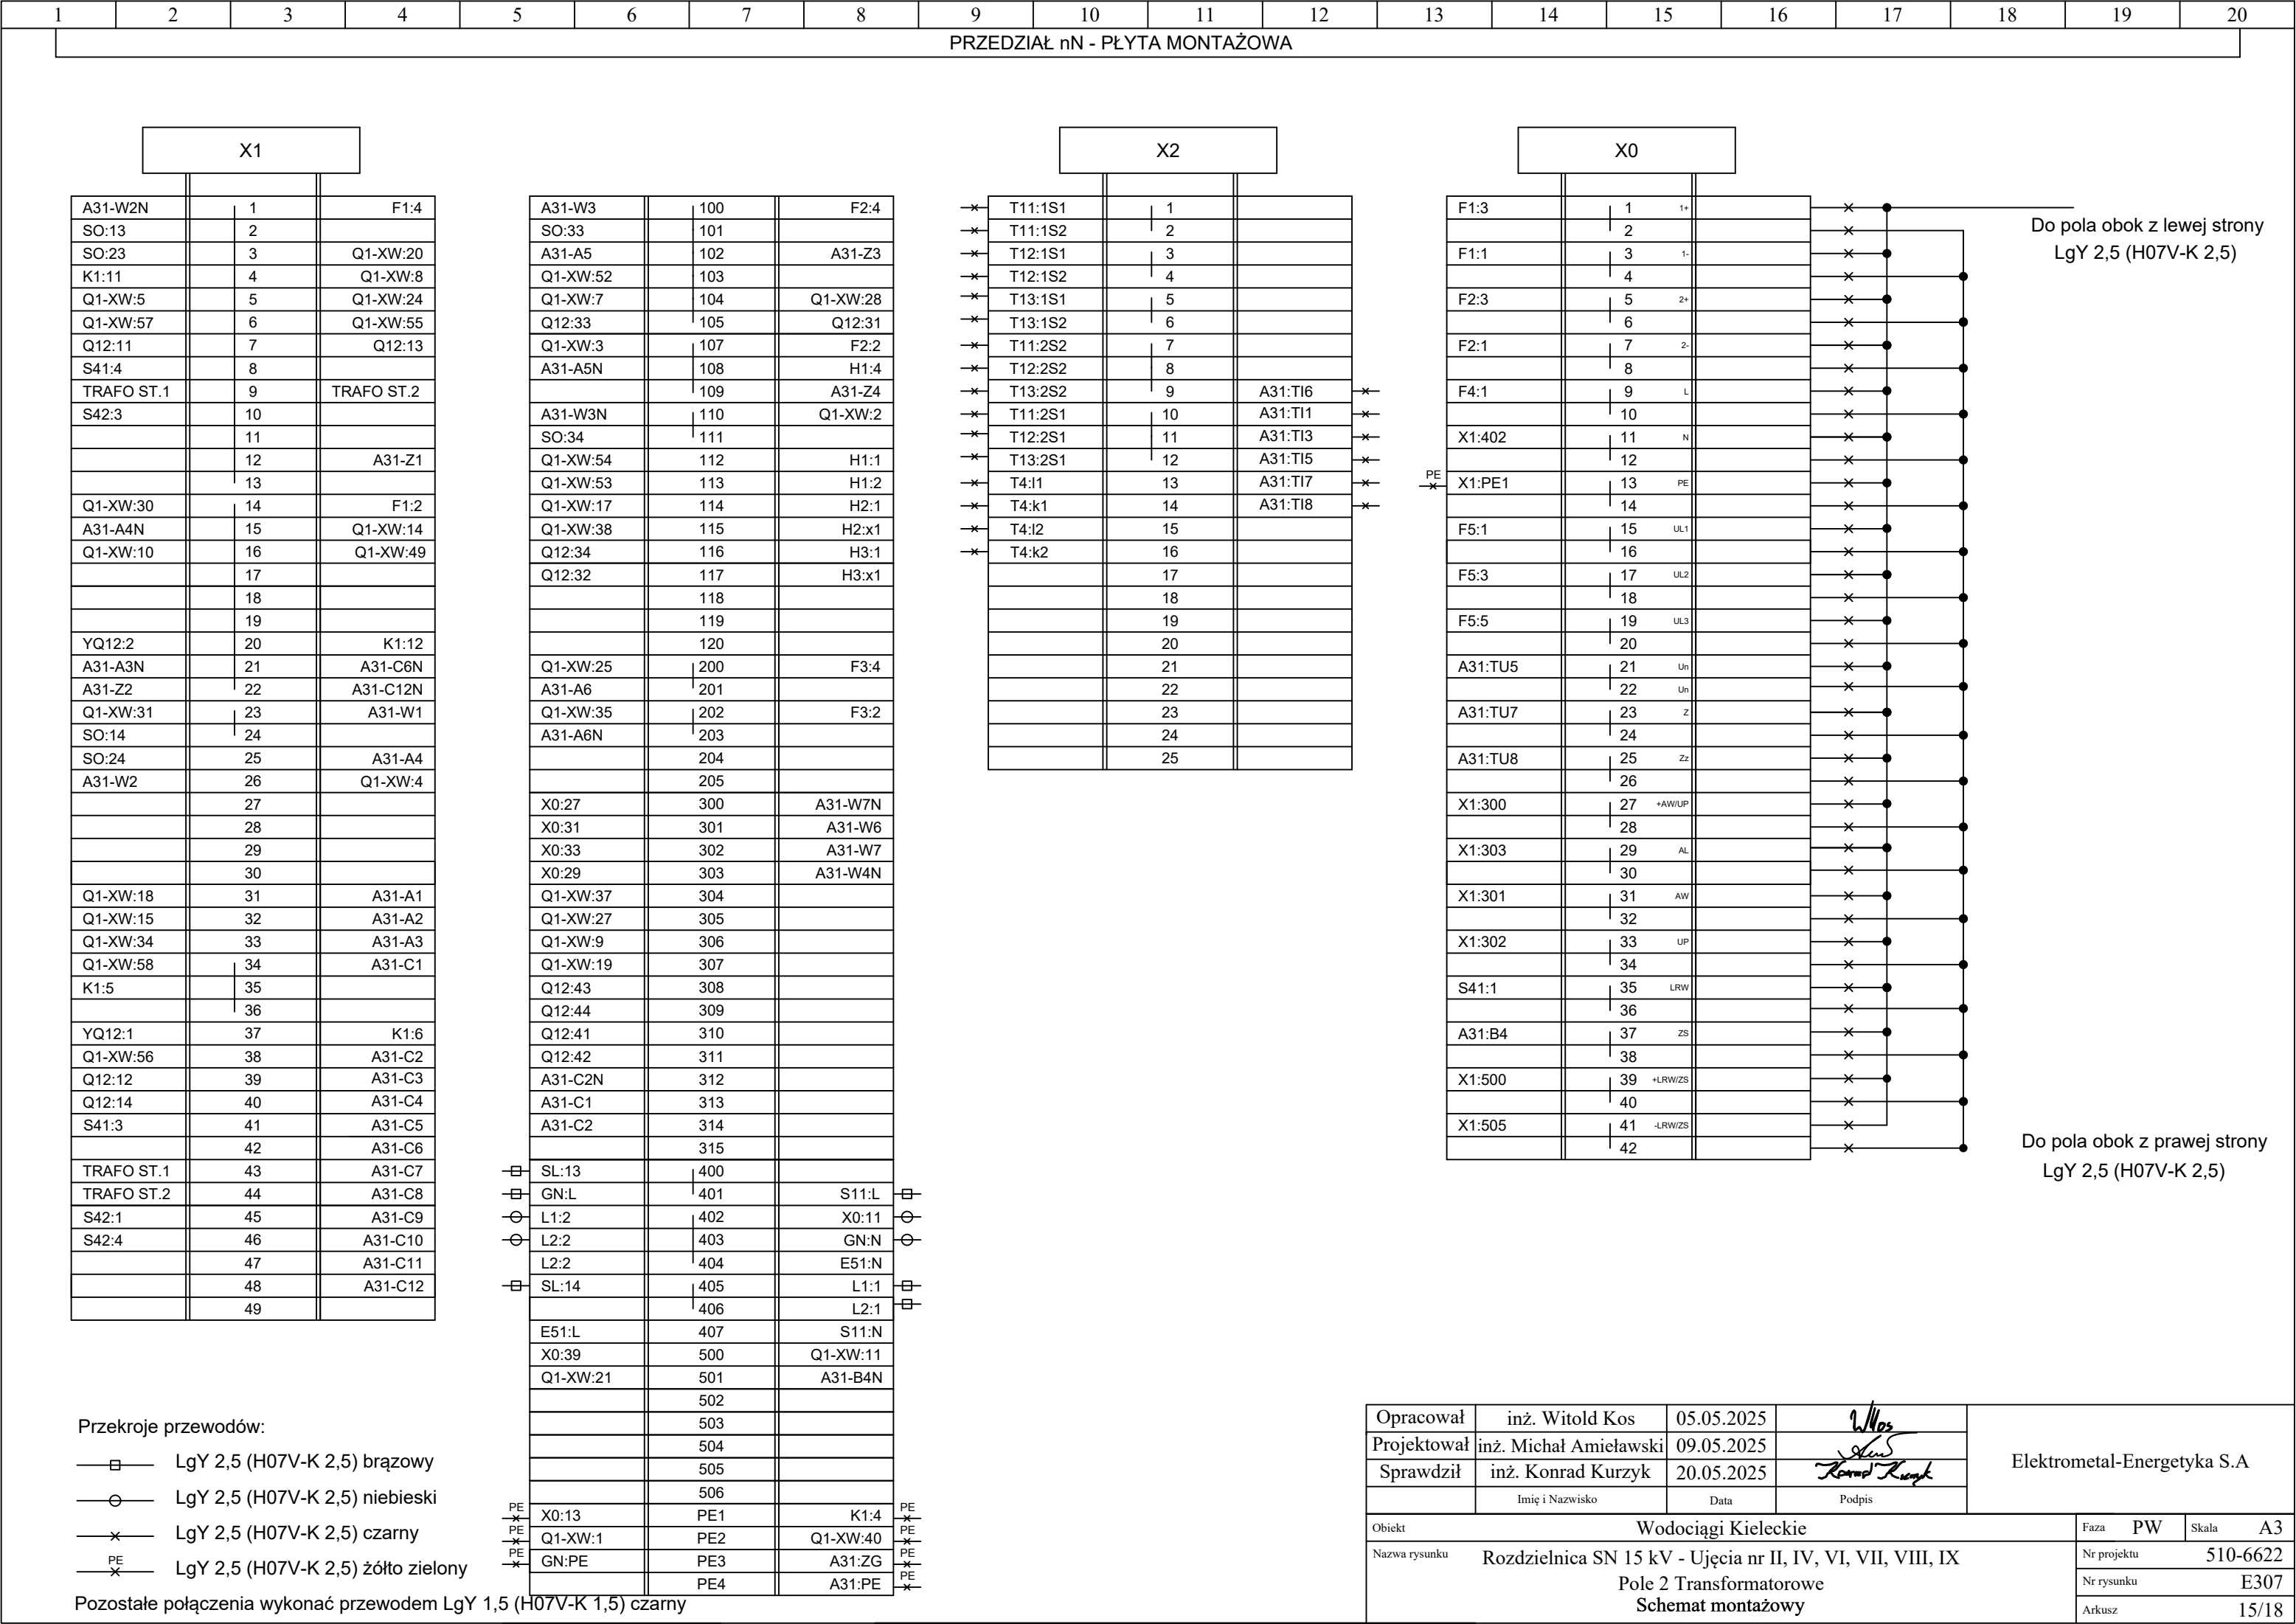 1 2 3 4 5 6 7 8 9 10 11 12 13 14 15 16 17 18 19 20
PRZEDZIAŁ nN - PŁYTA MONTAŻOWA
X1
A31-W2N 1 F1:4
SO:13 2
SO:23 3 Q1-XW:20
K1:11 4 Q1-XW:8
Q1-XW:5 5 Q1-XW:24
Q1-XW:57 6 Q1-XW:55
Q12:11 7 Q12:13
S41:4 8
TRAFO ST.1 9 TRAFO ST.2
S42:3 10
11
12 A31-Z1
13
Q1-XW:30 14 F1:2
A31-A4N 15 Q1-XW:14
Q1-XW:10 16 Q1-XW:49
17
18
19
YQ12:2 20 K1:12
A31-A3N 21 A31-C6N
A31-Z2 22 A31-C12N
Q1-XW:31 23 A31-W1
SO:14 24
SO:24 25 A31-A4
A31-W2 26 Q1-XW:4
27
28
29
30
Q1-XW:18 31 A31-A1
Q1-XW:15 32 A31-A2
Q1-XW:34 33 A31-A3
Q1-XW:58 34 A31-C1
K1:5 35
36
YQ12:1 37 K1:6
Q1-XW:56 38 A31-C2
Q12:12 39 A31-C3
Q12:14 40 A31-C4
S41:3 41 A31-C5
42 A31-C6
TRAFO ST.1 43 A31-C7
TRAFO ST.2 44 A31-C8
S42:1 45 A31-C9
S42:4 46 A31-C10
47 A31-C11
48 A31-C12
49
A31-W3 100 F2:4
SO:33 101
A31-A5 102 A31-Z3
Q1-XW:52 103
Q1-XW:7 104 Q1-XW:28
Q12:33 105 Q12:31
Q1-XW:3 107 F2:2
A31-A5N 108 H1:4
109 A31-Z4
A31-W3N 110 Q1-XW:2
SO:34 111
Q1-XW:54 112 H1:1
Q1-XW:53 113 H1:2
Q1-XW:17 114 H2:1
Q1-XW:38 115 H2:x1
Q12:34 116 H3:1
Q12:32 117 H3:x1
118
119
120
Q1-XW:25 200 F3:4
A31-A6 201
Q1-XW:35 202 F3:2
A31-A6N 203
204
205
X0:27 300 A31-W7N
X0:31 301 A31-W6
X0:33 302 A31-W7
X0:29 303 A31-W4N
Q1-XW:37 304
Q1-XW:27 305
Q1-XW:9 306
Q1-XW:19 307
Q12:43 308
Q12:44 309
Q12:41 310
Q12:42 311
A31-C2N 312
A31-C1 313
A31-C2 314
315
SL:13 400
GN:L 401 S11:L
L1:2 402 X0:11
L2:2 403 GN:N
L2:2 404 E51:N
SL:14 405 L1:1
406 L2:1
E51:L 407 S11:N
X0:39 500 Q1-XW:11
Q1-XW:21 501 A31-B4N
502
503
504
505
506
PE X0:13 PE1 K1:4 PE
PE Q1-XW:1 PE2 Q1-XW:40 PE
PE GN:PE PE3 A31:ZG PE
PE4 A31:PE PE
X2
T11:1S1 1
T11:1S2 2
T12:1S1 3
T12:1S2 4
T13:1S1 5
T13:1S2 6
T11:2S2 7
T12:2S2 8
T13:2S2 9 A31:TI6
T11:2S1 10 A31:TI1
T12:2S1 11 A31:TI3
T13:2S1 12 A31:TI5
T4:l1 13 A31:TI7
T4:k1 14 A31:TI8
T4:l2 15
T4:k2 16
17
18
19
20
21
22
23
24
25
X0
F1:3 1 1+
2
F1:1 3 1-
4
F2:3 5 2+
6
F2:1 7 2-
8
F4:1 9 L
10
X1:402 11 N
12
PE X1:PE1 13 PE
14
F5:1 15 UL1
16
F5:3 17 UL2
18
F5:5 19 UL3
20
A31:TU5 21 Un
22 Un
A31:TU7 23 Z
24
A31:TU8 25 Zz
26
X1:300 27 +AW/UP
28
X1:303 29 AL
30
X1:301 31 AW
32
X1:302 33 UP
34
S41:1 35 LRW
36
A31:B4 37 ZS
38
X1:500 39 +LRW/ZS
40
X1:505 41 -LRW/ZS
42
Do pola obok z lewej strony
LgY 2,5 (H07V-K 2,5)
Do pola obok z prawej strony
LgY 2,5 (H07V-K 2,5)
Przekroje przewodów:
LgY 2,5 (H07V-K 2,5) brązowy
LgY 2,5 (H07V-K 2,5) niebieski
LgY 2,5 (H07V-K 2,5) czarny
PE LgY 2,5 (H07V-K 2,5) żółto zielony
Pozostałe połączenia wykonać przewodem LgY 1,5 (H07V-K 1,5) czarny
Opracował inż. Witold Kos 05.05.2025 WKos
Projektował inż. Michał Amieławski 09.05.2025
Sprawdził inż. Konrad Kurzyk 20.05.2025 Konrad Kurzyk
Imię i Nazwisko Data Podpis
Elektrometal-Energetyka S.A
Obiekt Wodociągi Kieleckie Faza PW Skala A3
Nazwa rysunku Rozdzielnica SN 15 kV - Ujęcia nr II, IV, VI, VII, VIII, IX
Pole 2 Transformatorowe
Schemat montażowy
Nr projektu 510-6622
Nr rysunku E307
Arkusz 15/18